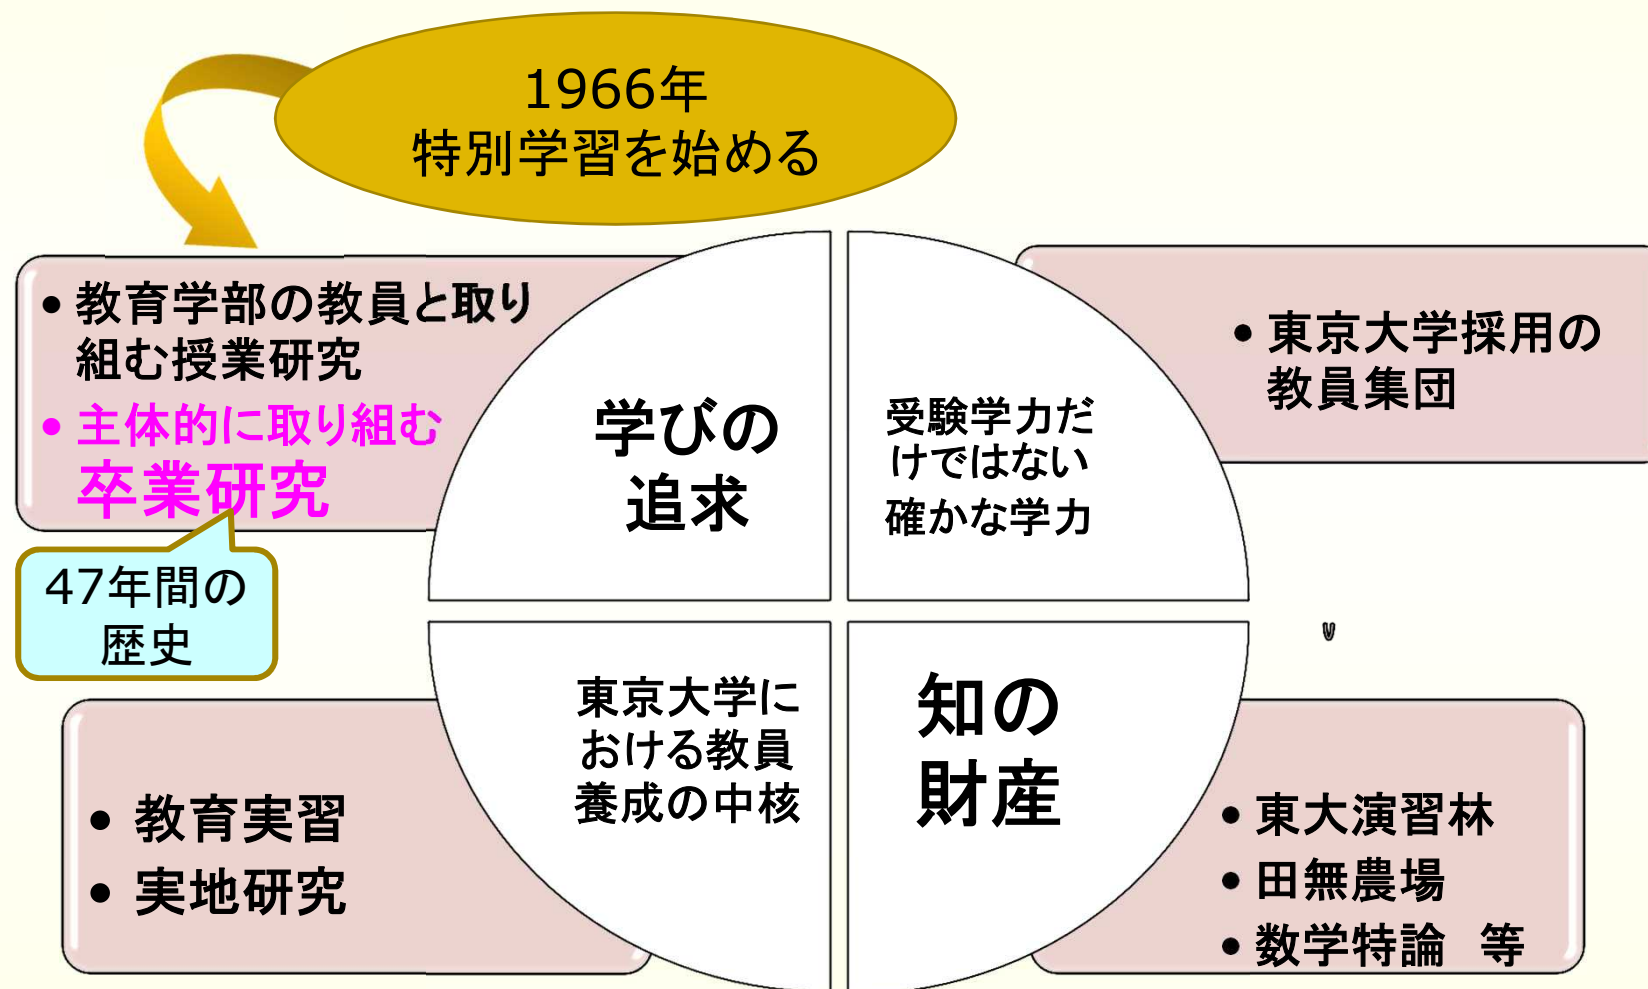 1966年
特別学習を始める
• 教育学部の教員と取り
組む授業研究
• 主体的に取り組む
卒業研究
47年間の
歴史
学びの
追求
受験学力だ
けではない
確かな学力
• 東京大学採用の
教員集団
• 教育実習
• 実地研究
東京大学に
おける教員
養成の中核
知の
財産
• 東大演習林
• 田無農場
• 数学特論　等